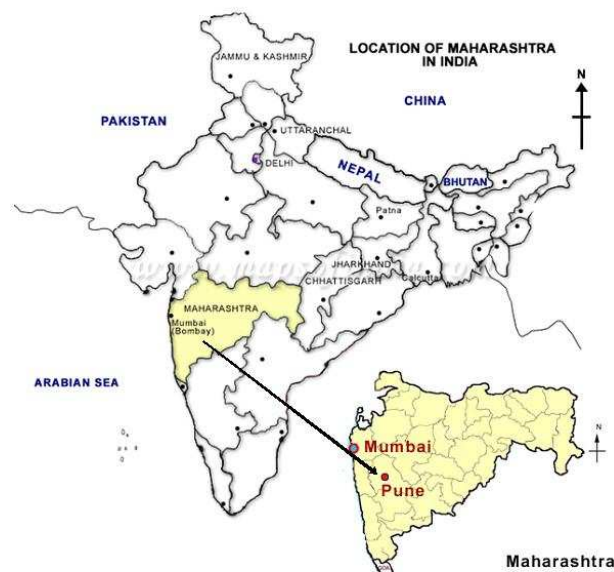 LOCATION OF MAHARASHTRA
IN INDIA
JAMMU & KASHMIR
N
CHINA
PAKISTAN
UTTARANCHAL
DELHI
NEPAL
BHUTAN
Patna
JHARKHAND
CHHATTISGARH
Calcutta
MAHARASHTRA
Mumbai
(Bombay)
ARABIAN SEA
Mumbai
Pune
Maharashtra